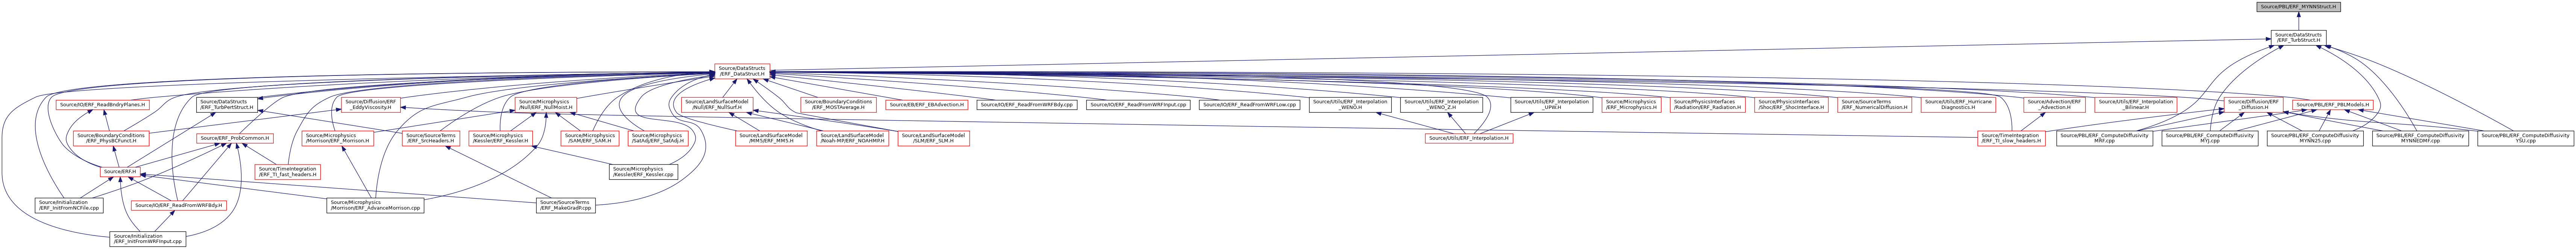 Source/PBL/ERF_MYNNStruct.H
Source/DataStructs
/ERF_TurbStruct.H
Source/DataStructs
/ERF_DataStruct.H
Source/IO/ERF_ReadBndryPlanes.H
Source/DataStructs
/ERF_TurbPertStruct.H
Source/Diffusion/ERF
_EddyViscosity.H
Source/Microphysics
/Null/ERF_NullMoist.H
Source/LandSurfaceModel
/Null/ERF_NullSurf.H
Source/BoundaryConditions
/ERF_MOSTAverage.H
Source/EB/ERF_EBAdvection.H
Source/IO/ERF_ReadFromWRFBdy.cpp
Source/IO/ERF_ReadFromWRFInput.cpp
Source/IO/ERF_ReadFromWRFLow.cpp
Source/Utils/ERF_Interpolation
_WENO.H
Source/Utils/ERF_Interpolation
_WENO_Z.H
Source/Utils/ERF_Interpolation
_UPW.H
Source/Microphysics
/ERF_Microphysics.H
Source/PhysicsInterfaces
/Radiation/ERF_Radiation.H
Source/PhysicsInterfaces
/Shoc/ERF_ShocInterface.H
Source/SourceTerms
/ERF_NumericalDiffusion.H
Source/Utils/ERF_Hurricane
Diagnostics.H
Source/Advection/ERF
_Advection.H
Source/Utils/ERF_Interpolation
_Bilinear.H
Source/Diffusion/ERF
_Diffusion.H
Source/PBL/ERF_PBLModels.H
Source/BoundaryConditions
/ERF_PhysBCFunct.H
Source/ERF_ProbCommon.H
Source/Microphysics
/Morrison/ERF_Morrison.H
Source/SourceTerms
/ERF_SrcHeaders.H
Source/Microphysics
/Kessler/ERF_Kessler.H
Source/Microphysics
/SAM/ERF_SAM.H
Source/Microphysics
/SatAdj/ERF_SatAdj.H
Source/LandSurfaceModel
/MM5/ERF_MM5.H
Source/LandSurfaceModel
/Noah-MP/ERF_NOAHMP.H
Source/LandSurfaceModel
/SLM/ERF_SLM.H
Source/Utils/ERF_Interpolation.H
Source/TimeIntegration
/ERF_TI_slow_headers.H
Source/PBL/ERF_ComputeDiffusivity
MRF.cpp
Source/PBL/ERF_ComputeDiffusivity
MYJ.cpp
Source/PBL/ERF_ComputeDiffusivity
MYNN25.cpp
Source/PBL/ERF_ComputeDiffusivity
MYNNEDMF.cpp
Source/PBL/ERF_ComputeDiffusivity
YSU.cpp
Source/ERF.H
Source/TimeIntegration
/ERF_TI_fast_headers.H
Source/Microphysics
/Kessler/ERF_Kessler.cpp
Source/Initialization
/ERF_InitFromNCFile.cpp
Source/IO/ERF_ReadFromWRFBdy.H
Source/Microphysics
/Morrison/ERF_AdvanceMorrison.cpp
Source/SourceTerms
/ERF_MakeGradP.cpp
Source/Initialization
/ERF_InitFromWRFInput.cpp